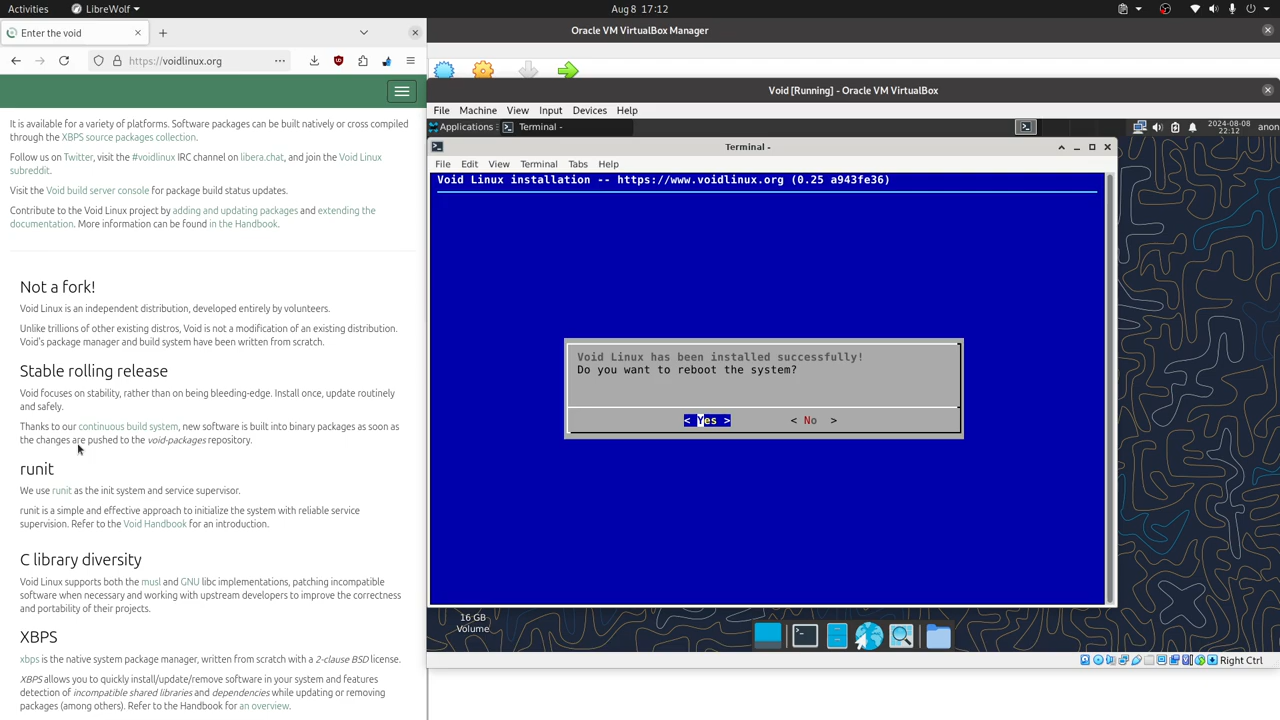 Activities
LibreWolf
Aug 8 17:12
Enter the void
https://voidlinux.org
It is available for a variety of platforms. Software packages can be built natively or cross compiled
through the XBPS source packages collection.
Follow us on Twitter, visit the #voidlinux IRC channel on libera.chat, and join the Void Linux
subreddit.
Visit the Void build server console for package build status updates.
Contribute to the Void Linux project by adding and updating packages and extending the
documentation. More information can be found in the Handbook.
Not a fork!
Void Linux is an independent distribution, developed entirely by volunteers.
Unlike trillions of other existing distros, Void is not a modification of an existing distribution.
Void's package manager and build system have been written from scratch.
Stable rolling release
Void focuses on stability, rather than on being bleeding-edge. Install once, update routinely
and safely.
Thanks to our continuous build system, new software is built into binary packages as soon as
the changes are pushed to the void-packages repository.
runit
We use runit as the init system and service supervisor.
runit is a simple and effective approach to initialize the system with reliable service
supervision. Refer to the Void Handbook for an introduction.
C library diversity
Void Linux supports both the musl and GNU libc implementations, patching incompatible
software when necessary and working with upstream developers to improve the correctness
and portability of their projects.
XBPS
xbps is the native system package manager, written from scratch with a 2-clause BSD license.
XBPS allows you to quickly install/update/remove software in your system and features
detection of incompatible shared libraries and dependencies while updating or removing
packages (among others). Refer to the Handbook for an overview.
Oracle VM VirtualBox Manager
Void [Running] - Oracle VM VirtualBox
File Machine View Input Devices Help
Applications Terminal -
2024-08-08
22:12
anon
Terminal -
File Edit View Terminal Tabs Help
Void Linux installation -- https://www.voidlinux.org (0.25 a943fe36)
Void Linux has been installed successfully!
Do you want to reboot the system?
< Yes > < No >
16 GB
Volume
Right Ctrl